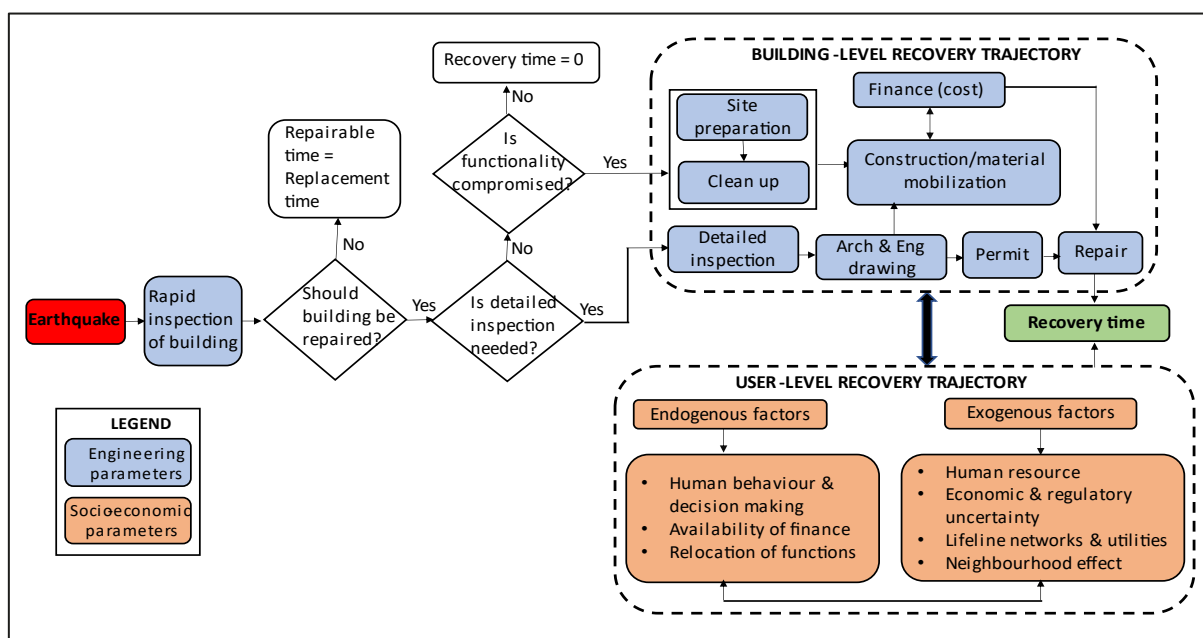 Recovery time = 0
No
Repairable
time =
Replacement
time
No
Is
functionality
compromised?
Yes
No
Earthquake
Rapid
inspection
of building
Should
building be
repaired?
Yes
Is detailed
inspection
needed?
Yes
BUILDING -LEVEL RECOVERY TRAJECTORY
Site
preparation
Clean up
Finance (cost)
Construction/material
mobilization
Detailed
inspection
Arch & Eng
drawing
Permit
Repair
Recovery time
USER -LEVEL RECOVERY TRAJECTORY
Endogenous factors
• Human behaviour &
decision making
• Availability of finance
• Relocation of functions
Exogenous factors
• Human resource
• Economic & regulatory
uncertainty
• Lifeline networks & utilities
• Neighbourhood effect
LEGEND
Engineering
parameters
Socio-economic
parameters